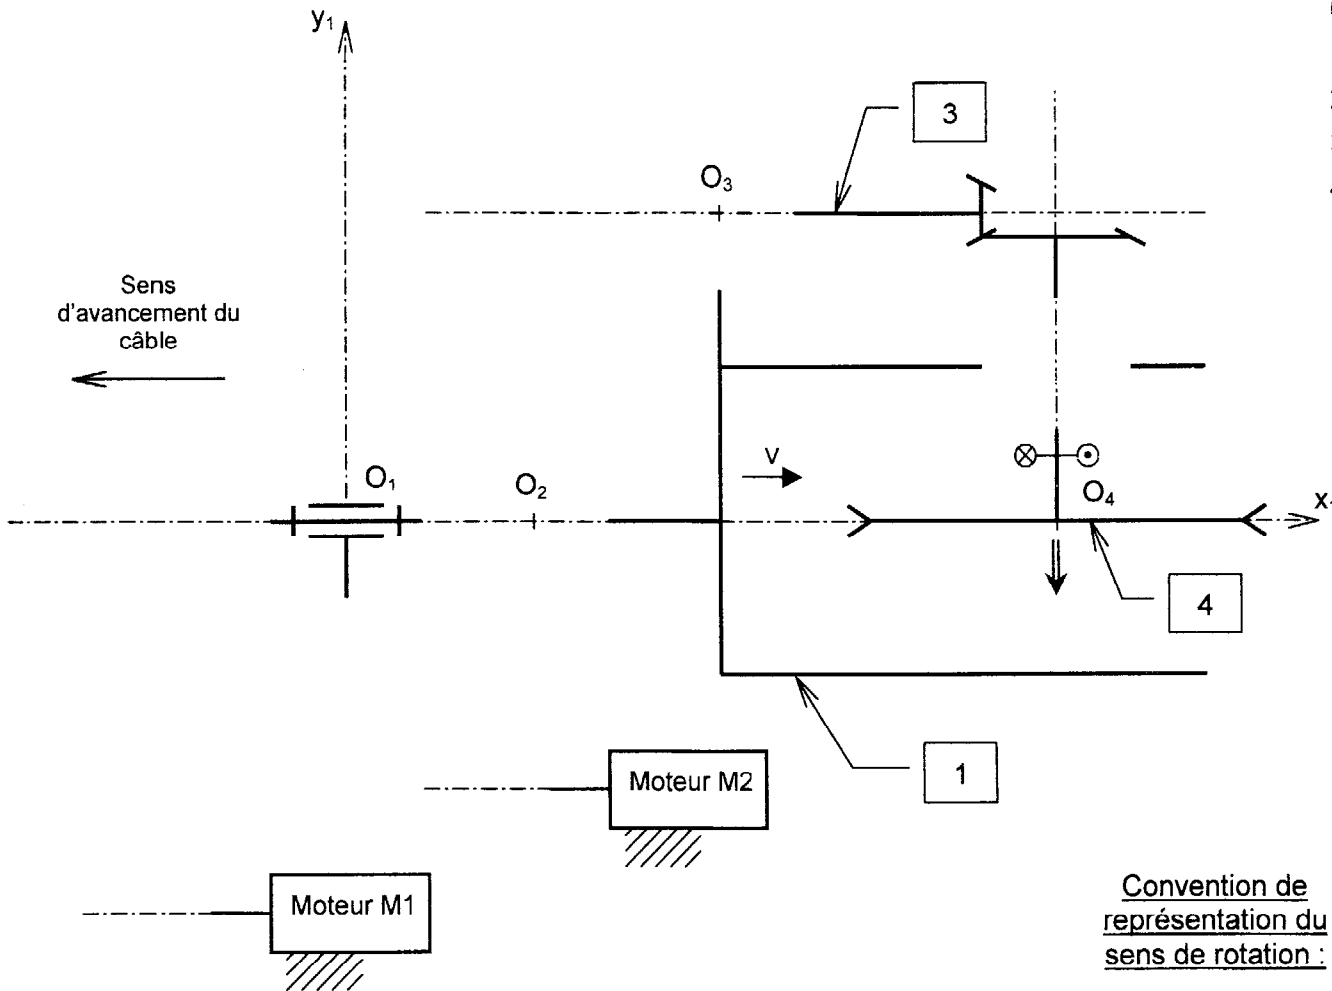 y₁
3
O₃
Sens
d'avancement du
câble
V
O₁
O₂
O₄
x
4
Moteur M2
1
Moteur M1
Convention de
représentation du
sens de rotation :